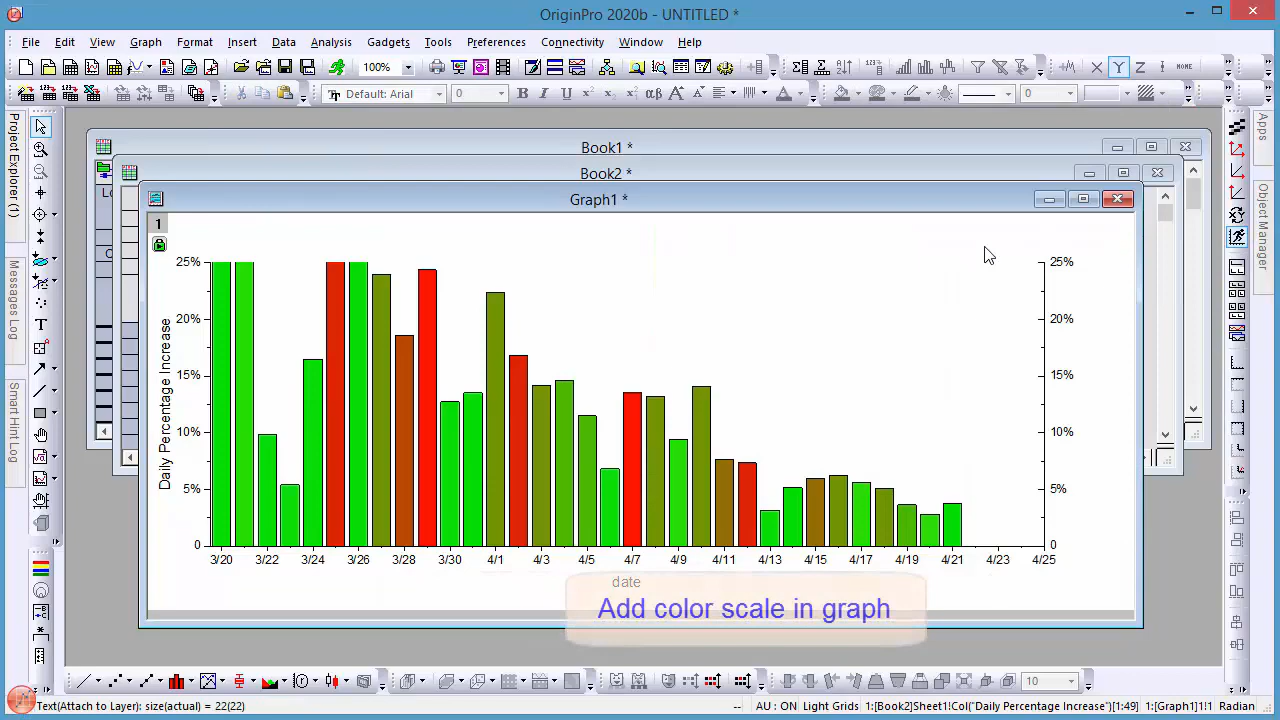 OriginPro 2020b - UNTITLED *
File Edit View Graph Format Insert Data Analysis Gadgets Tools Preferences Connectivity Window Help
100%
Default: Arial 0 B I U αβ A A A 0
Project Explorer (1)
Messages Log
Smart Hint Log
Apps
Object Manager
Book1 *
Book2 *
Graph1 *
1
Daily Percentage Increase
25%
20%
15%
10%
5%
0
25%
20%
15%
10%
5%
0
3/20 3/22 3/24 3/26 3/28 3/30 4/1 4/3 4/5 4/7 4/9 4/11 4/13 4/15 4/17 4/19 4/21 4/23 4/25
date
Add color scale in graph
10
Text(Attach to Layer): size(actual) = 22(22) -- AU : ON Light Grids 1:[Book2]Sheet1!Col("Daily Percentage Increase")[1:49] 1:[Graph1]1!1 Radian